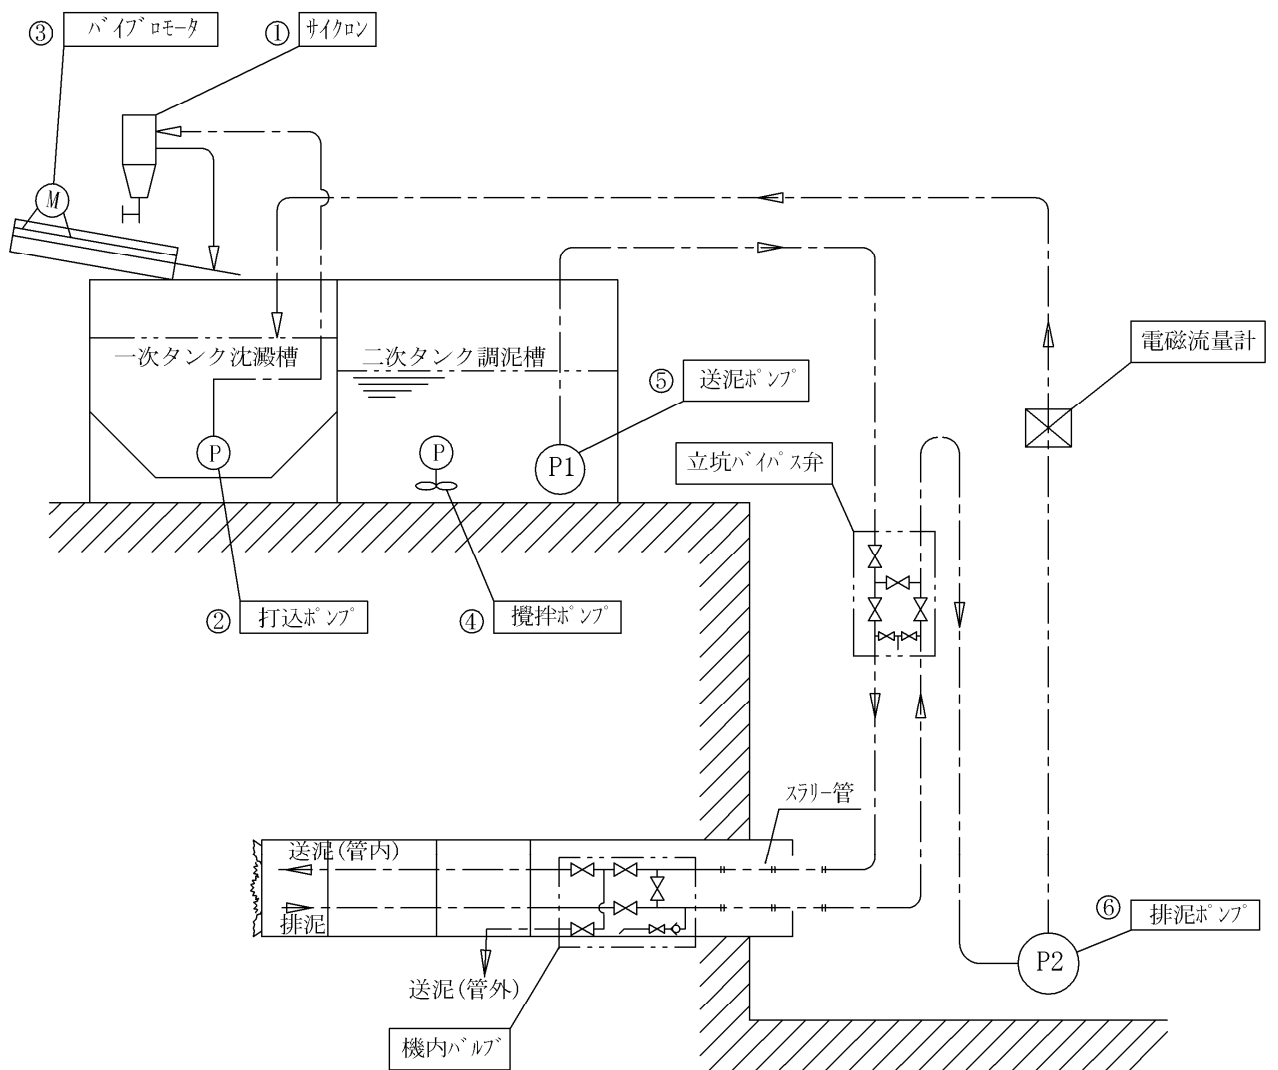 ③ バイブロモータ
① サイクロン
M
一次タンク沈澱槽
二次タンク調泥槽
電磁流量計
⑤ 送泥ポンプ
立坑バイパス弁
P
P
P1
② 打込ポンプ
④ 攪拌ポンプ
スラリー管
送泥(管内)
排泥
⑥ 排泥ポンプ
P2
送泥(管外)
機内バルブ